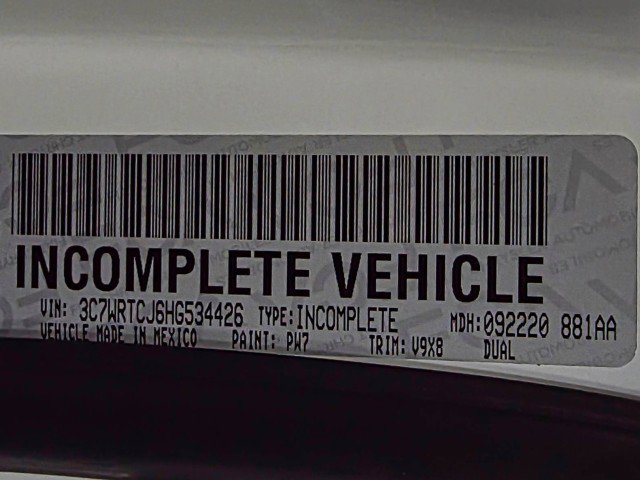 INCOMPLETE VEHICLE
VIN: 3C7WRTCJ6HG534426 TYPE: INCOMPLETE MDH: 092220 881AA
VEHICLE MADE IN MEXICO PAINT: PW7 TRIM: V9X8 DUAL